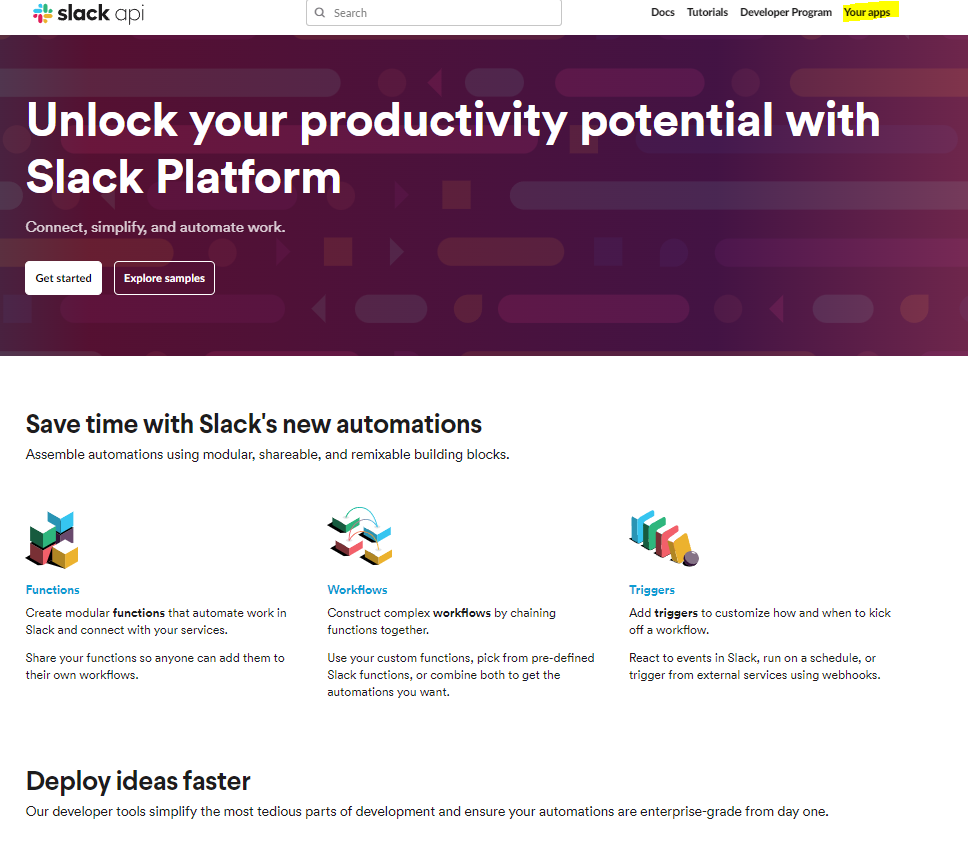 slack api
Search
Docs Tutorials Developer Program Your apps
Unlock your productivity potential with
Slack Platform
Connect, simplify, and automate work.
Get started Explore samples
Save time with Slack's new automations
Assemble automations using modular, shareable, and remixable building blocks.
Functions
Create modular functions that automate work in
Slack and connect with your services.
Share your functions so anyone can add them to
their own workflows.
Workflows
Construct complex workflows by chaining
functions together.
Use your custom functions, pick from pre-defined
Slack functions, or combine both to get the
automations you want.
Triggers
Add triggers to customize how and when to kick
off a workflow.
React to events in Slack, run on a schedule, or
trigger from external services using webhooks.
Deploy ideas faster
Our developer tools simplify the most tedious parts of development and ensure your automations are enterprise-grade from day one.